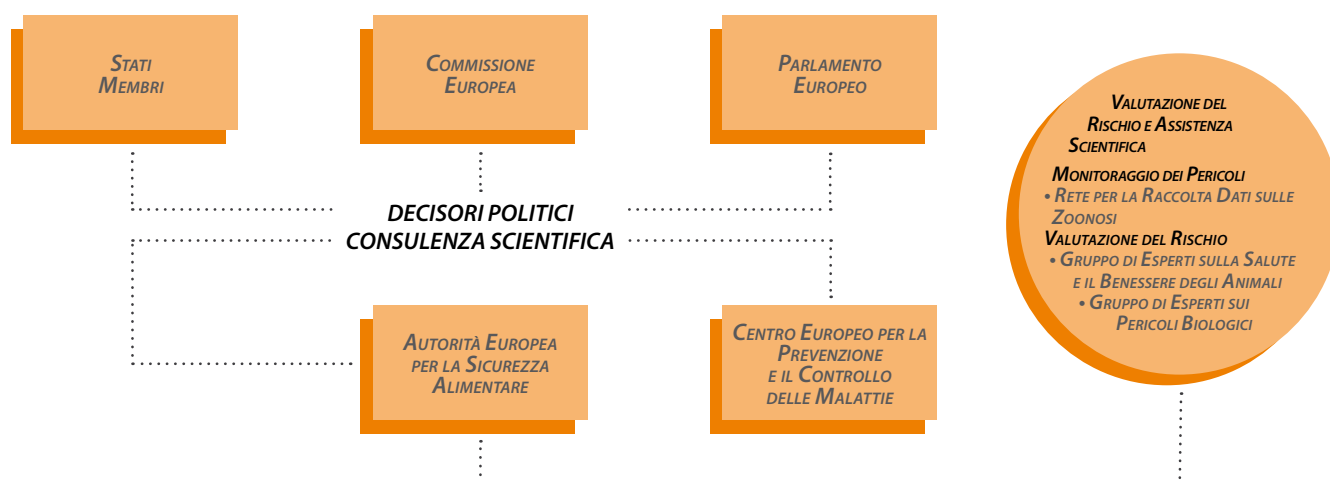 STATI
MEMBRI
COMMISSIONE
EUROPEA
PARLAMENTO
EUROPEO
DECISORI POLITICI
CONSULENZA SCIENTIFICA
AUTORITÀ EUROPEA
PER LA SICUREZZA
ALIMENTARE
CENTRO EUROPEO PER LA
PREVENZIONE
E IL CONTROLLO
DELLE MALATTIE
VALUTAZIONE DEL
RISCHIO E ASSISTENZA
SCIENTIFICA
MONITORAGGIO DEI PERICOLI
• RETE PER LA RACCOLTA DATI SULLE
ZOONOSI
VALUTAZIONE DEL RISCHIO
• GRUPPO DI ESPERTI SULLA SALUTE
E IL BENESSERE DEGLI ANIMALI
• GRUPPO DI ESPERTI SUI
PERICOLI BIOLOGICI